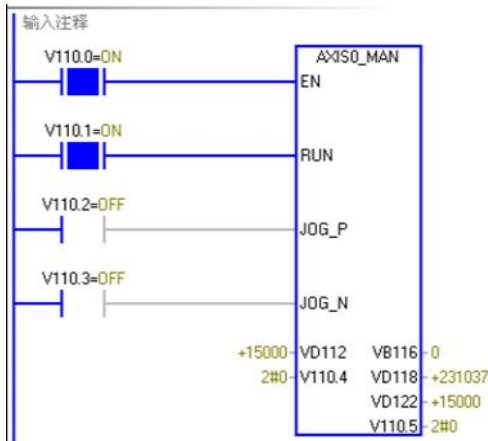 输入注释
V110.0=ON
AXIS0_MAN
EN
V110.1=ON
RUN
V110.2=OFF
JOG_P
V110.3=OFF
JOG_N
+15000 VD112 VB116 0
2#0 V110.4 VD118 +231037
VD122 +15000
V110.5 2#0